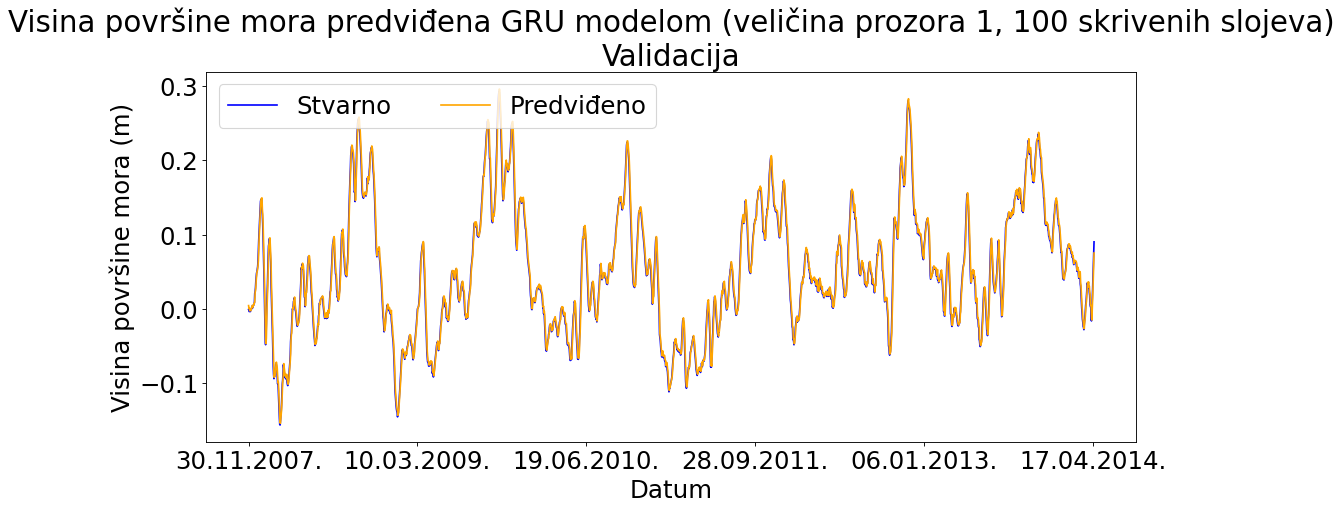 Visina površine mora predviđena GRU modelom (veličina prozora 1, 100 skrivenih slojeva)
Validacija
Stvarno
Predviđeno
Visina površine mora (m)
0.3
0.2
0.1
0.0
−0.1
30.11.2007.
10.03.2009.
19.06.2010.
28.09.2011.
06.01.2013.
17.04.2014.
Datum